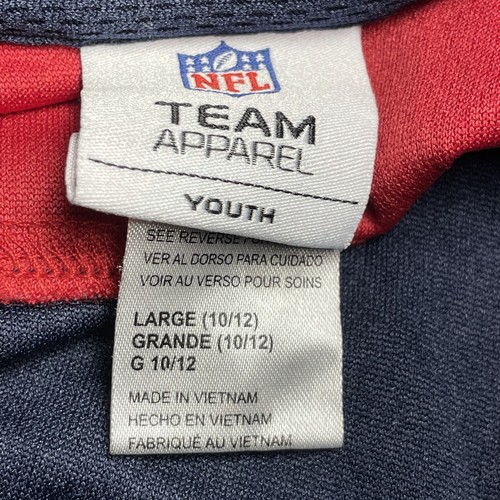 NFL
TEAM
APPAREL
YOUTH
SEE REVERSE
VER AL DORSO PARA CUIDADO
VOIR AU VERSO POUR SOINS
LARGE (10/12)
GRANDE (10/12)
G 10/12
MADE IN VIETNAM
HECHO EN VIETNAM
FABRIQUÉ AU VIETNAM